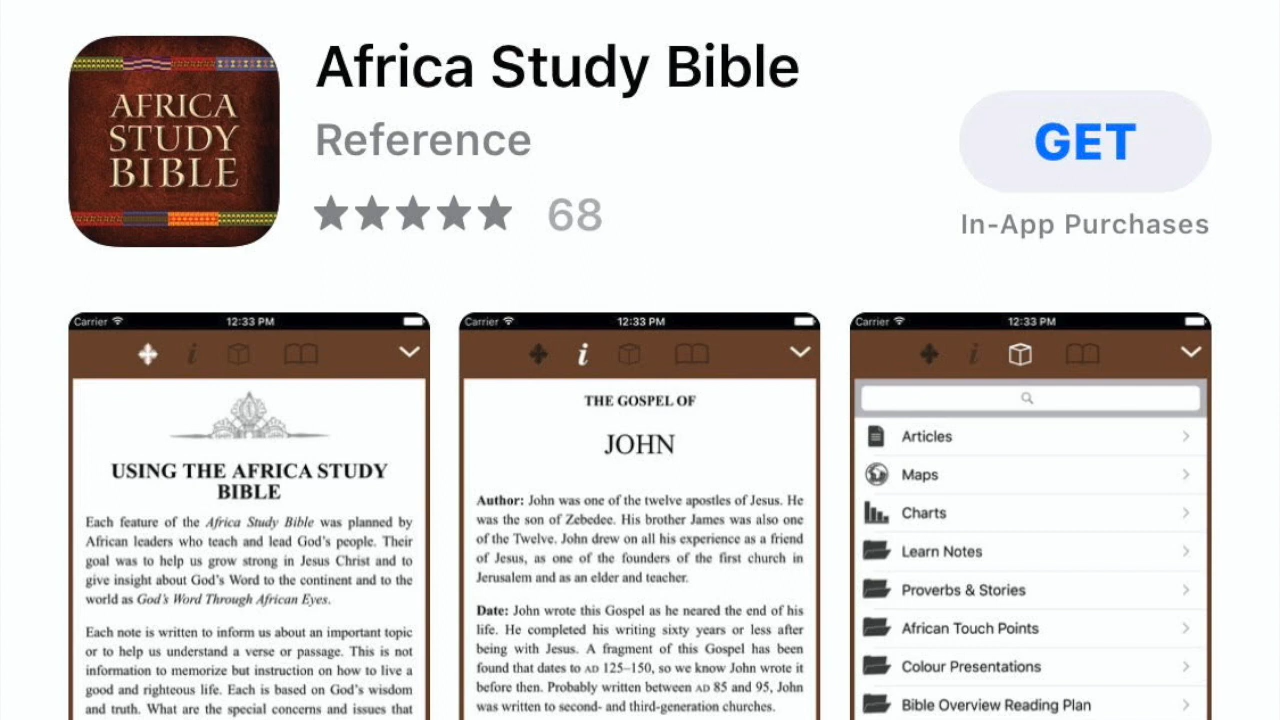 AFRICA
STUDY
BIBLE
Africa Study Bible
Reference
68
GET
In-App Purchases
Carrier
12:33 PM
USING THE AFRICA STUDY
BIBLE
Each feature of the Africa Study Bible was planned by
African leaders who teach and lead God's people. Their
goal was to help us grow strong in Jesus Christ and to
give insight about God's Word to the continent and to the
world as God's Word Through African Eyes.
Each note is written to inform us about an important topic
or to help us understand a verse or passage. This is not
information to memorize but instruction on how to live a
good and righteous life. Each is based on God's wisdom
and truth. What are the special concerns and issues that
Carrier
12:33 PM
i
THE GOSPEL OF
JOHN
Author: John was one of the twelve apostles of Jesus. He
was the son of Zebedee. His brother James was also one
of the Twelve. John drew on all his experience as a friend
of Jesus, as one of the founders of the first church in
Jerusalem and as an elder and teacher.
Date: John wrote this Gospel as he neared the end of his
life. He completed his writing sixty years or less after
being with Jesus. A fragment of this Gospel has been
found that dates to AD 125–150, so we know John wrote it
before then. Probably written between AD 85 and 95, John
was written to second- and third-generation churches.
Carrier
12:33 PM
Articles
Maps
Charts
Learn Notes
Proverbs & Stories
African Touch Points
Colour Presentations
Bible Overview Reading Plan